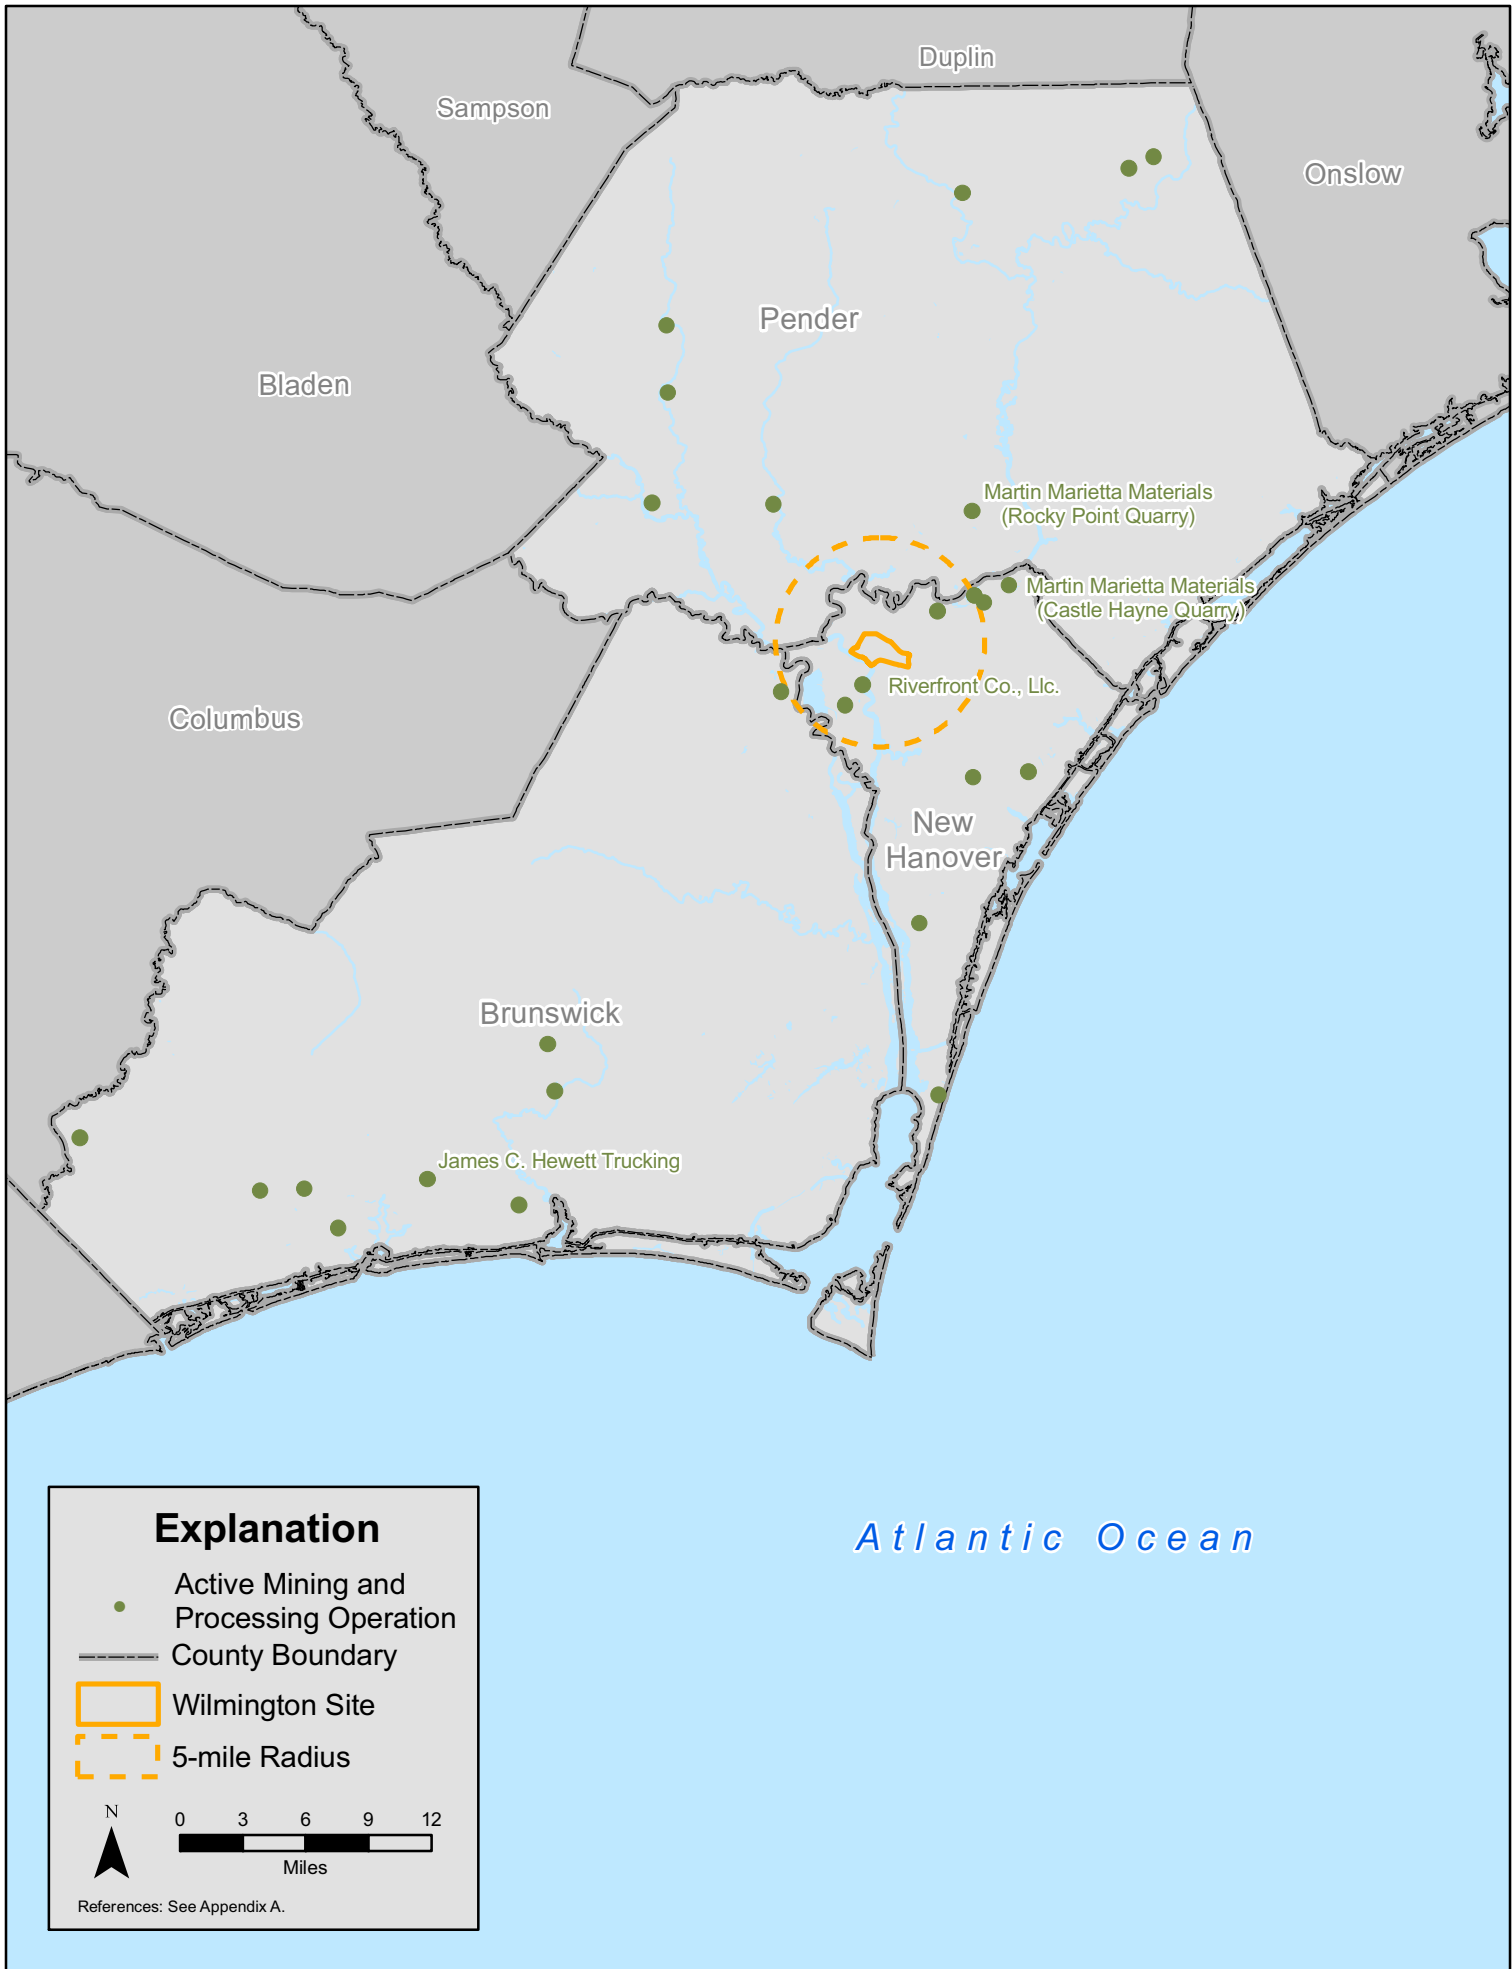 Duplin
Sampson
Onslow
Pender
Bladen
Martin Marietta Materials
(Rocky Point Quarry)
Martin Marietta Materials
(Castle Hayne Quarry)
Riverfront Co., Llc.
Columbus
New
Hanover
Brunswick
James C. Hewett Trucking
Atlantic Ocean
Explanation
Active Mining and
Processing Operation
County Boundary
Wilmington Site
5-mile Radius
N
0 3 6 9 12
Miles
References: See Appendix A.